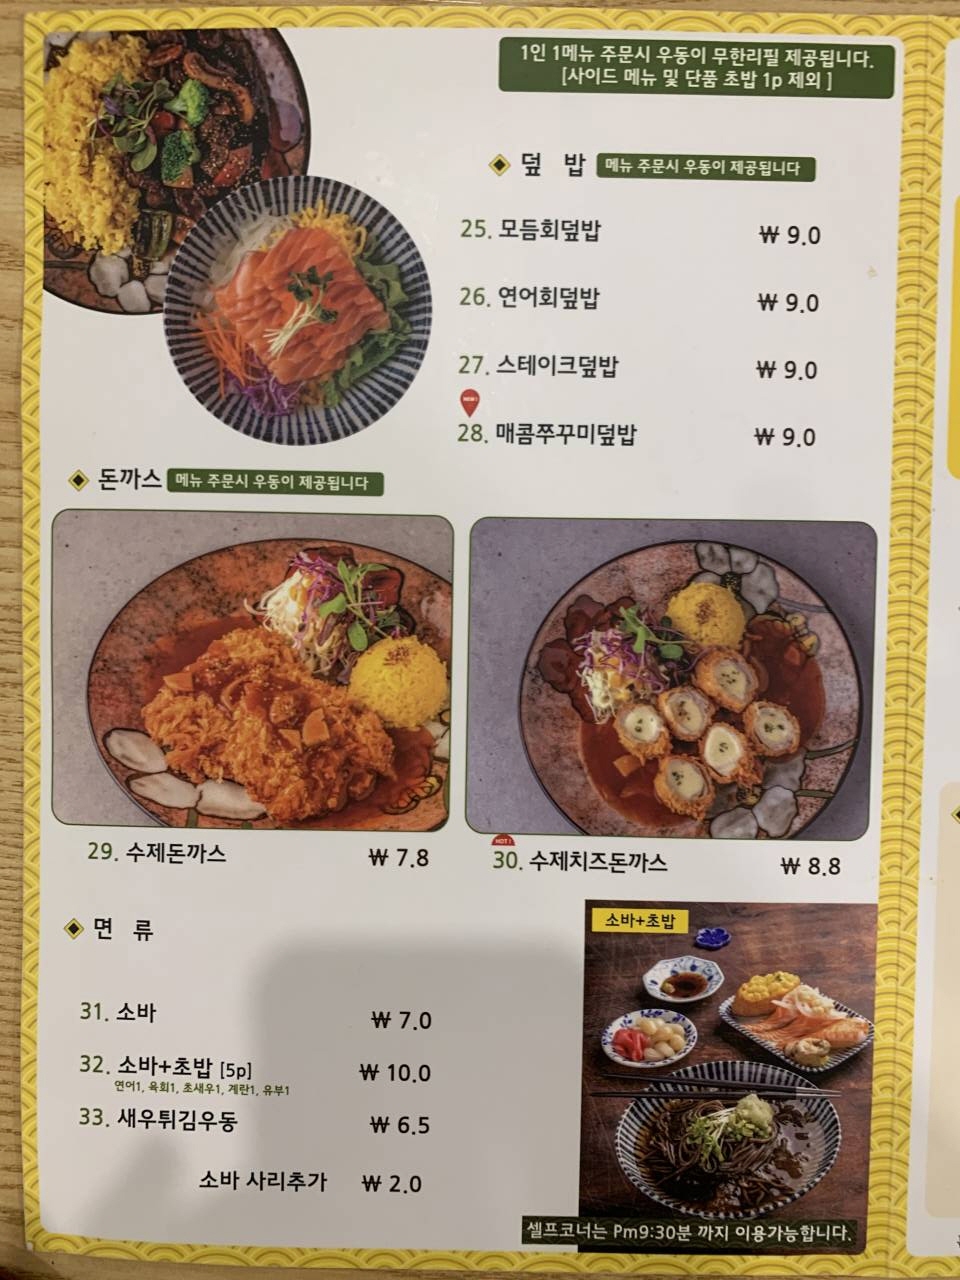 1인 1메뉴 주문시 우동이 무한리필 제공됩니다.
[사이드 메뉴 및 단품 초밥 1p 제외 ]
덮 밥 메뉴 주문시 우동이 제공됩니다
25. 모듬회덮밥 ₩ 9.0
26. 연어회덮밥 ₩ 9.0
27. 스테이크덮밥 ₩ 9.0
NEW!
28. 매콤쭈꾸미덮밥 ₩ 9.0
돈까스 메뉴 주문시 우동이 제공됩니다
29. 수제돈까스 ₩ 7.8
HOT!
30. 수제치즈돈까스 ₩ 8.8
면 류
소바+초밥
31. 소바 ₩ 7.0
32. 소바+초밥 [5p] ₩ 10.0
연어1, 육회1, 초새우1, 계란1, 유부1
33. 새우튀김우동 ₩ 6.5
소바 사리추가 ₩ 2.0
셀프코너는 Pm9:30분 까지 이용가능합니다.